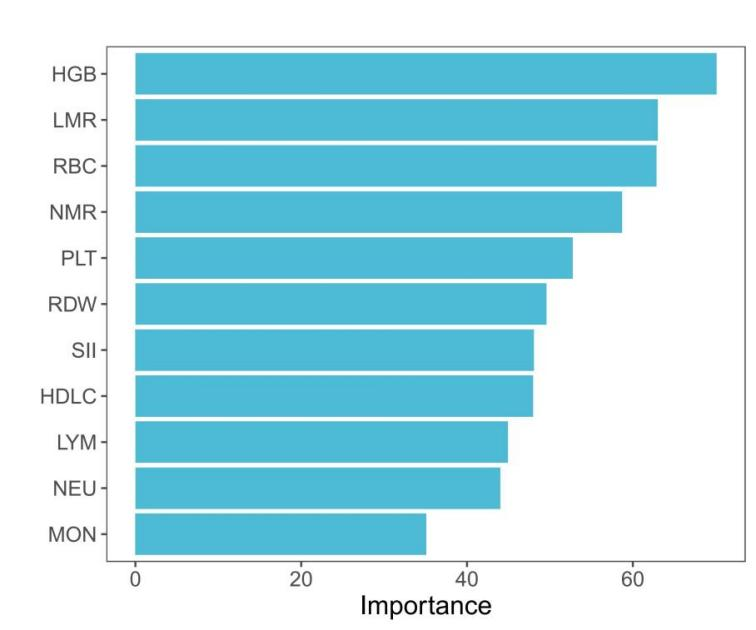 HGB
LMR
RBC
NMR
PLT
RDW
SII
HDLC
LYM
NEU
MON
0 20 40 60
Importance